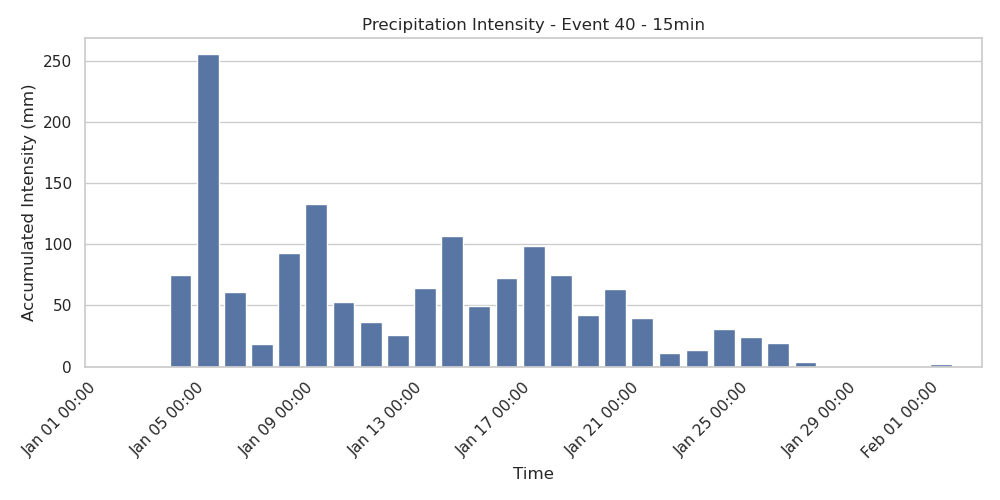 Precipitation Intensity - Event 40 - 15min
Accumulated Intensity (mm)
250
200
150
100
50
0
Jan 01 00:00
Jan 05 00:00
Jan 09 00:00
Jan 13 00:00
Jan 17 00:00
Jan 21 00:00
Jan 25 00:00
Jan 29 00:00
Feb 01 00:00
Time